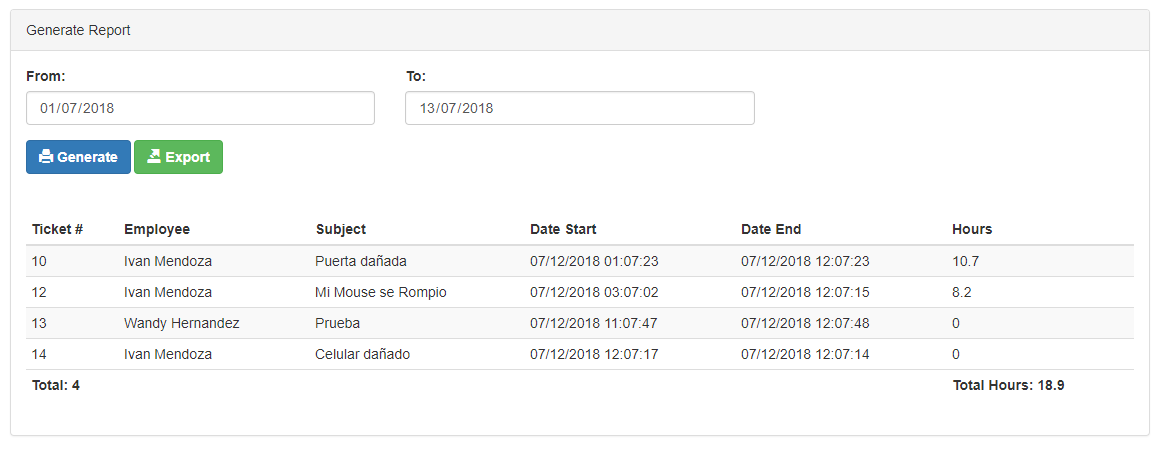 Generate Report
From: To:
01/07/2018 13/07/2018
Generate Export
Ticket # Employee Subject Date Start Date End Hours
10 Ivan Mendoza Puerta dañada 07/12/2018 01:07:23 07/12/2018 12:07:23 10.7
12 Ivan Mendoza Mi Mouse se Rompio 07/12/2018 03:07:02 07/12/2018 12:07:15 8.2
13 Wandy Hernandez Prueba 07/12/2018 11:07:47 07/12/2018 12:07:48 0
14 Ivan Mendoza Celular dañado 07/12/2018 12:07:17 07/12/2018 12:07:14 0
Total: 4 Total Hours: 18.9